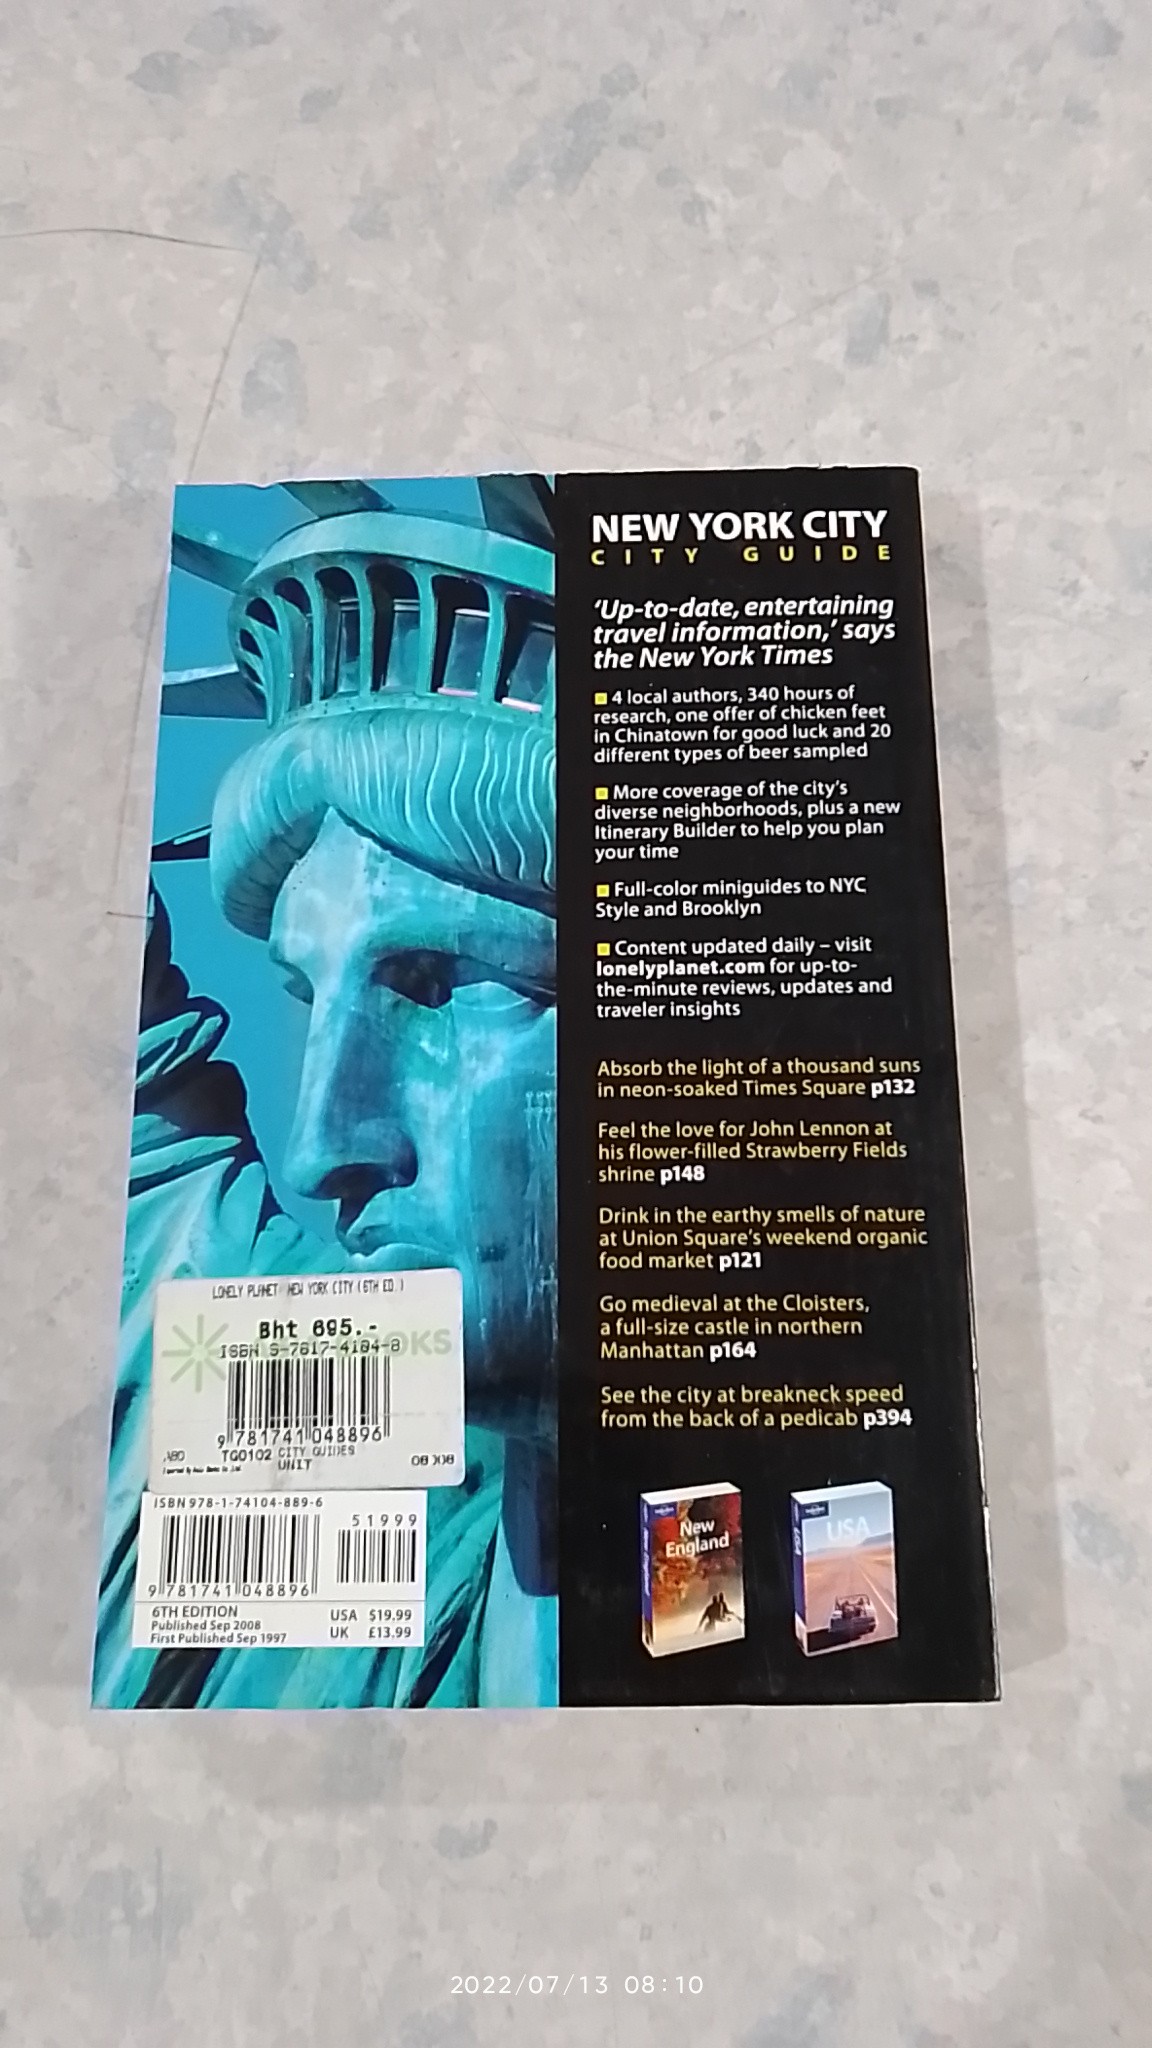 NEW YORK CITY
CITY GUIDE
‘Up-to-date, entertaining
travel information,’ says
the New York Times
4 local authors, 340 hours of
research, one offer of chicken feet
in Chinatown for good luck and 20
different types of beer sampled
More coverage of the city’s
diverse neighborhoods, plus a new
Itinerary Builder to help you plan
your time
Full-color miniguides to NYC
Style and Brooklyn
Content updated daily – visit
lonelyplanet.com for up-to-
the-minute reviews, updates and
traveler insights
Absorb the light of a thousand suns
in neon-soaked Times Square p132
Feel the love for John Lennon at
his flower-filled Strawberry Fields
shrine p148
Drink in the earthy smells of nature
at Union Square’s weekend organic
food market p121
Go medieval at the Cloisters,
a full-size castle in northern
Manhattan p164
See the city at breakneck speed
from the back of a pedicab p394
New
England
USA
USA
LONELY PLANET: NEW YORK CITY (6TH ED.)
Bht 695.-
ISBN
9 781741 048896
TG0102 CITY GUIDES
UNIT
ISBN 978-1-74104-889-6
51999
9 781741 048896
6TH EDITION
Published Sep 2008
First Published Sep 1997
USA $19.99
UK £13.99
2022/07/13 08:10